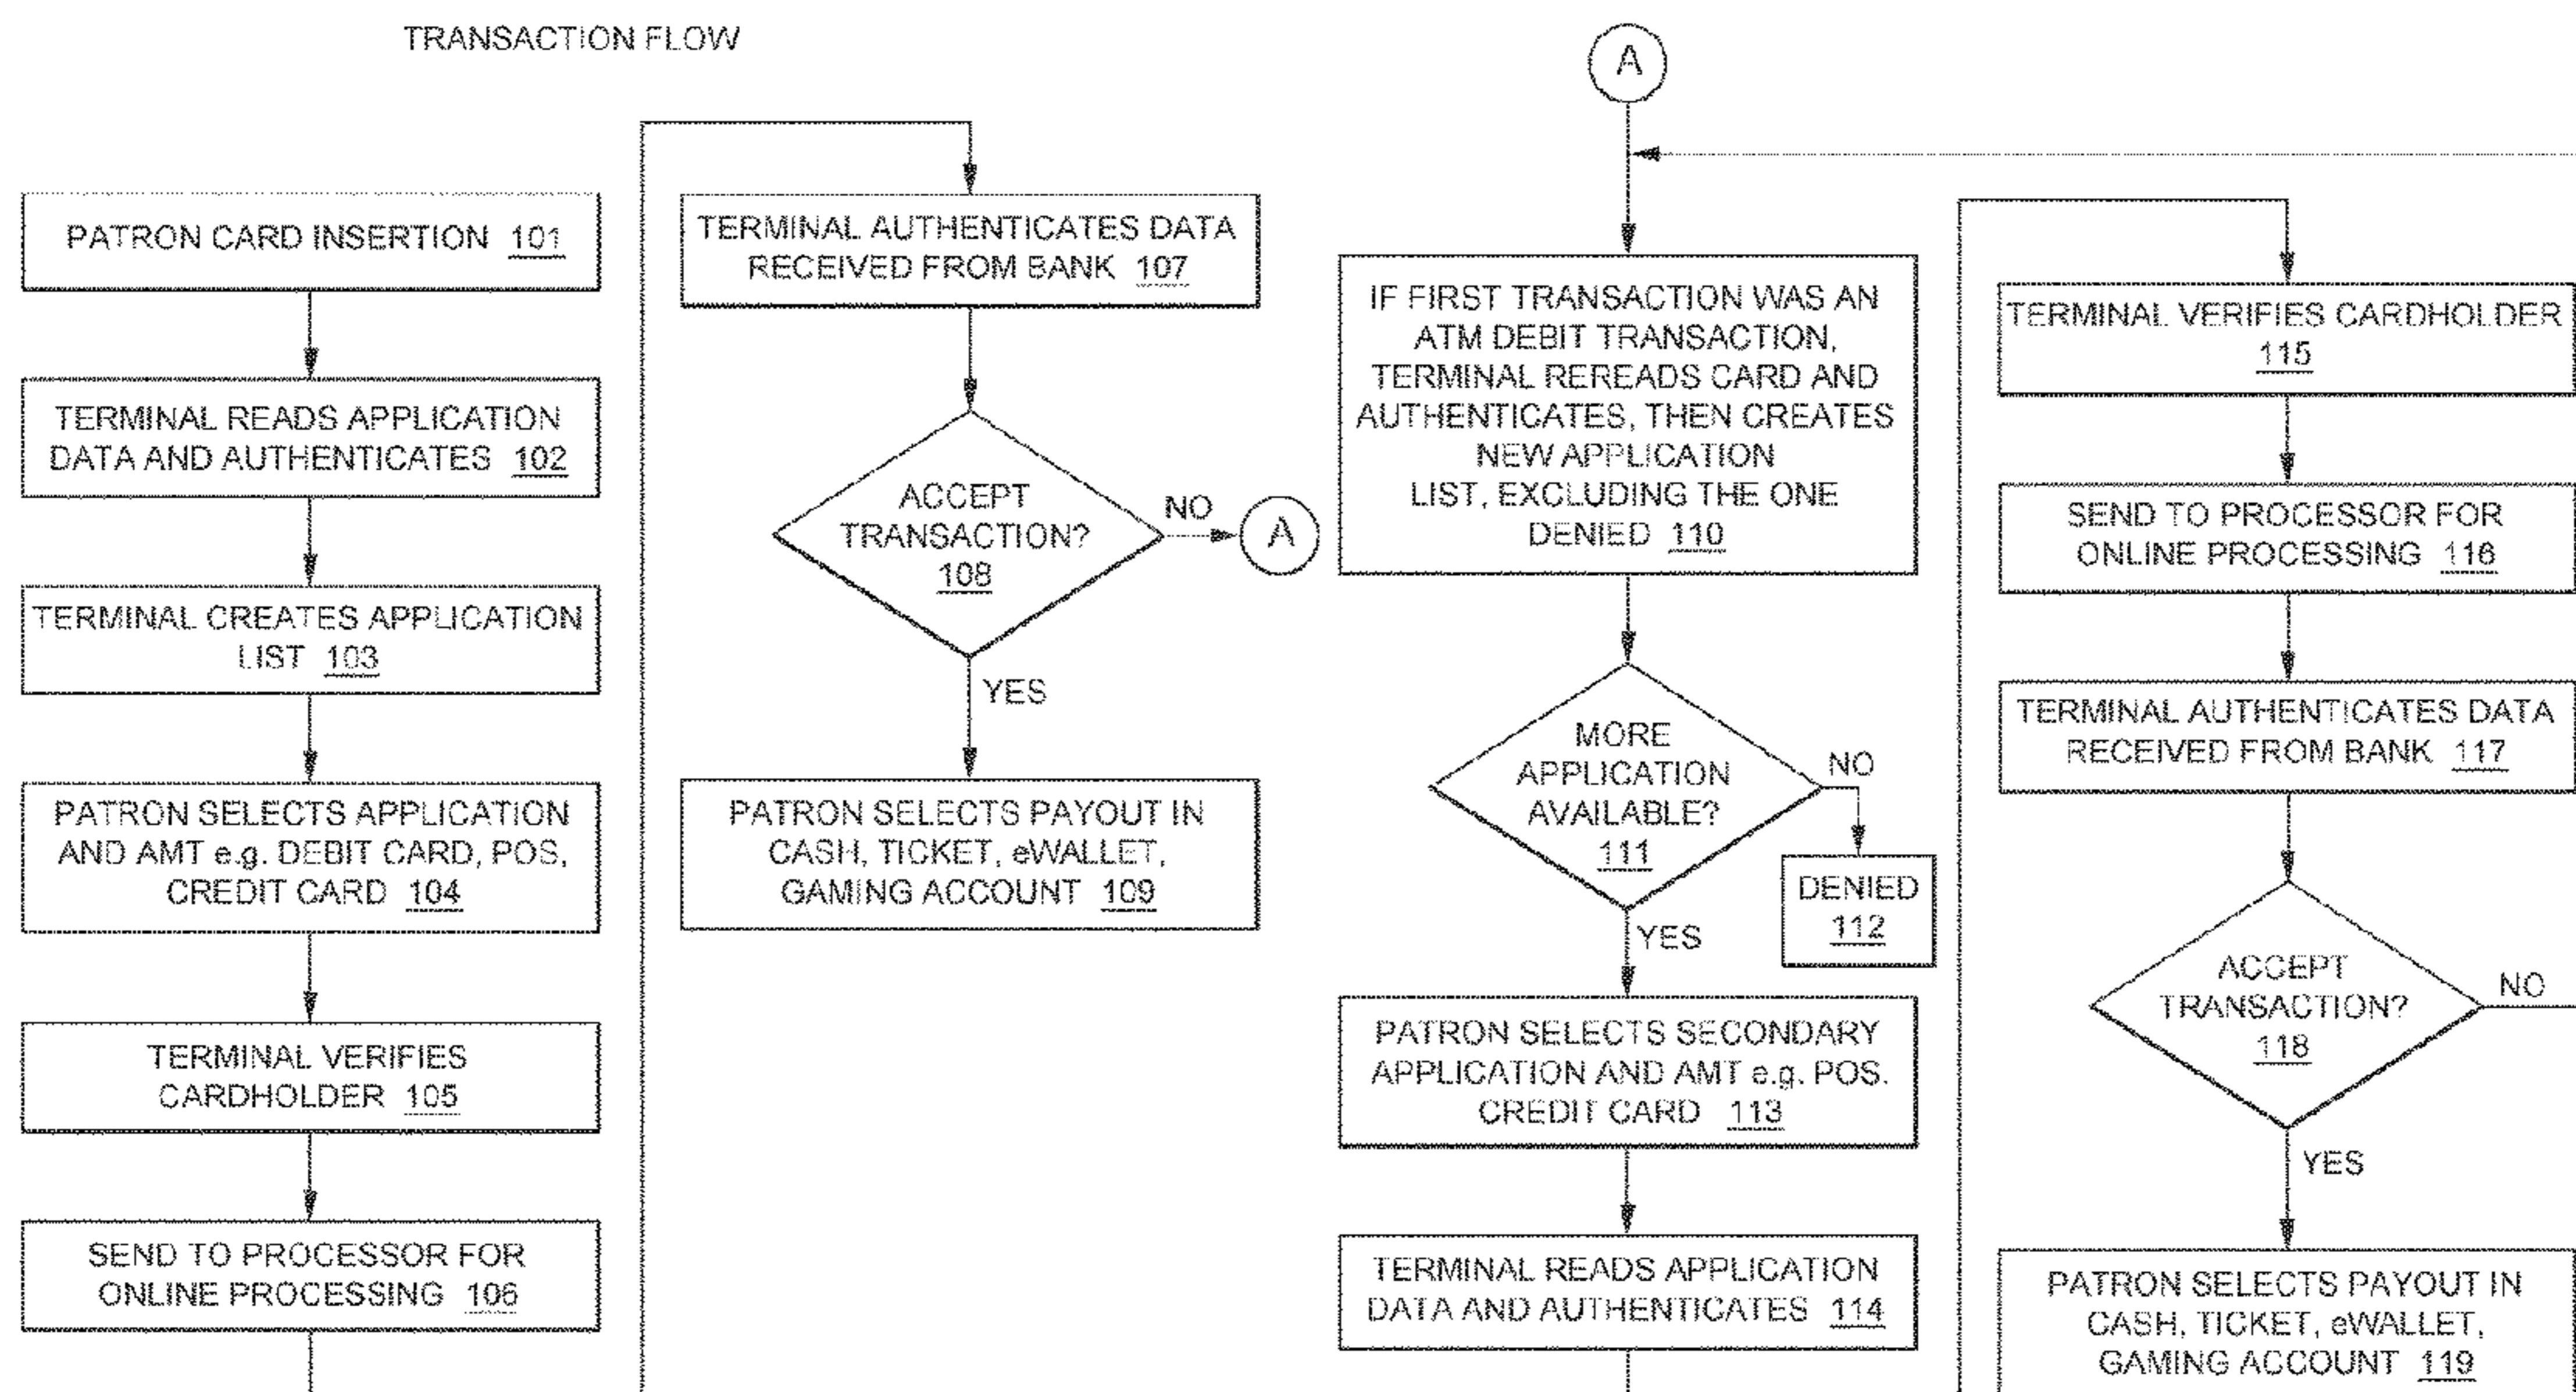 TRANSACTION FLOW
PATRON CARD INSERTION 101
TERMINAL READS APPLICATION
DATA AND AUTHENTICATES 102
TERMINAL CREATES APPLICATION
LIST 103
PATRON SELECTS APPLICATION
AND AMT e.g. DEBIT CARD, POS,
CREDIT CARD 104
TERMINAL VERIFIES
CARDHOLDER 105
SEND TO PROCESSOR FOR
ONLINE PROCESSING 106
TERMINAL AUTHENTICATES DATA
RECEIVED FROM BANK 107
ACCEPT
TRANSACTION?
108
NO
A
YES
PATRON SELECTS PAYOUT IN
CASH, TICKET, eWALLET,
GAMING ACCOUNT 109
A
IF FIRST TRANSACTION WAS AN
ATM DEBIT TRANSACTION,
TERMINAL REREADS CARD AND
AUTHENTICATES, THEN CREATES
NEW APPLICATION
LIST, EXCLUDING THE ONE
DENIED 110
MORE
APPLICATION
AVAILABLE?
111
NO
DENIED
112
YES
PATRON SELECTS SECONDARY
APPLICATION AND AMT e.g. POS.
CREDIT CARD 113
TERMINAL READS APPLICATION
DATA AND AUTHENTICATES 114
TERMINAL VERIFIES CARDHOLDER
115
SEND TO PROCESSOR FOR
ONLINE PROCESSING 116
TERMINAL AUTHENTICATES DATA
RECEIVED FROM BANK 117
ACCEPT
TRANSACTION?
118
NO
YES
PATRON SELECTS PAYOUT IN
CASH, TICKET, eWALLET,
GAMING ACCOUNT 119